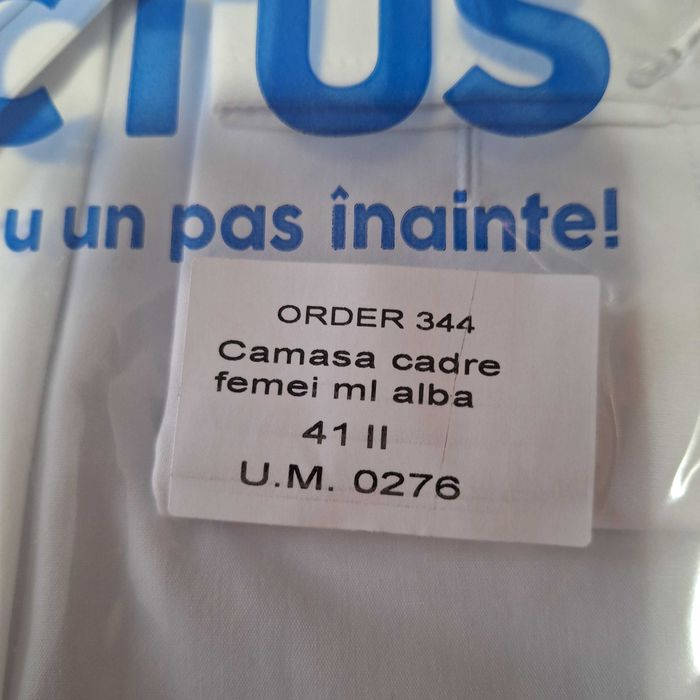 u un pas înainte!
ORDER 344
Camasa cadre
femei ml alba
41 II
U.M. 0276